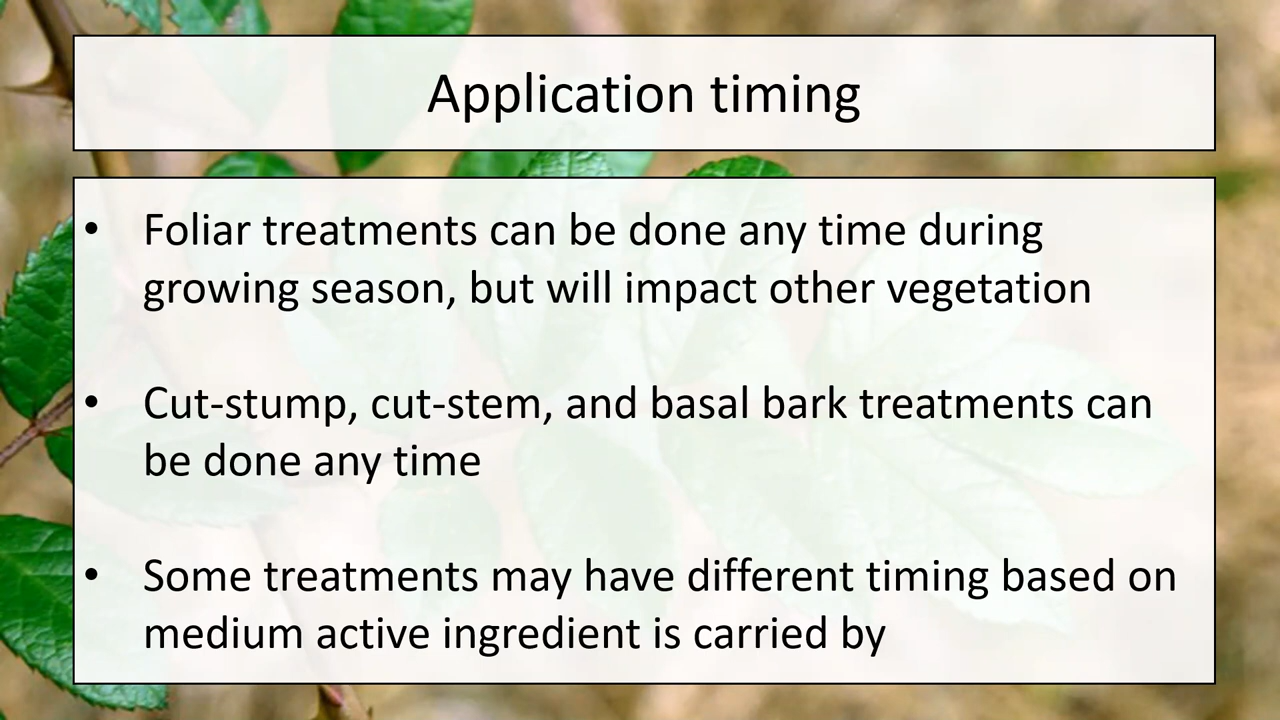 Application timing
• Foliar treatments can be done any time during
growing season, but will impact other vegetation
• Cut-stump, cut-stem, and basal bark treatments can
be done any time
• Some treatments may have different timing based on
medium active ingredient is carried by